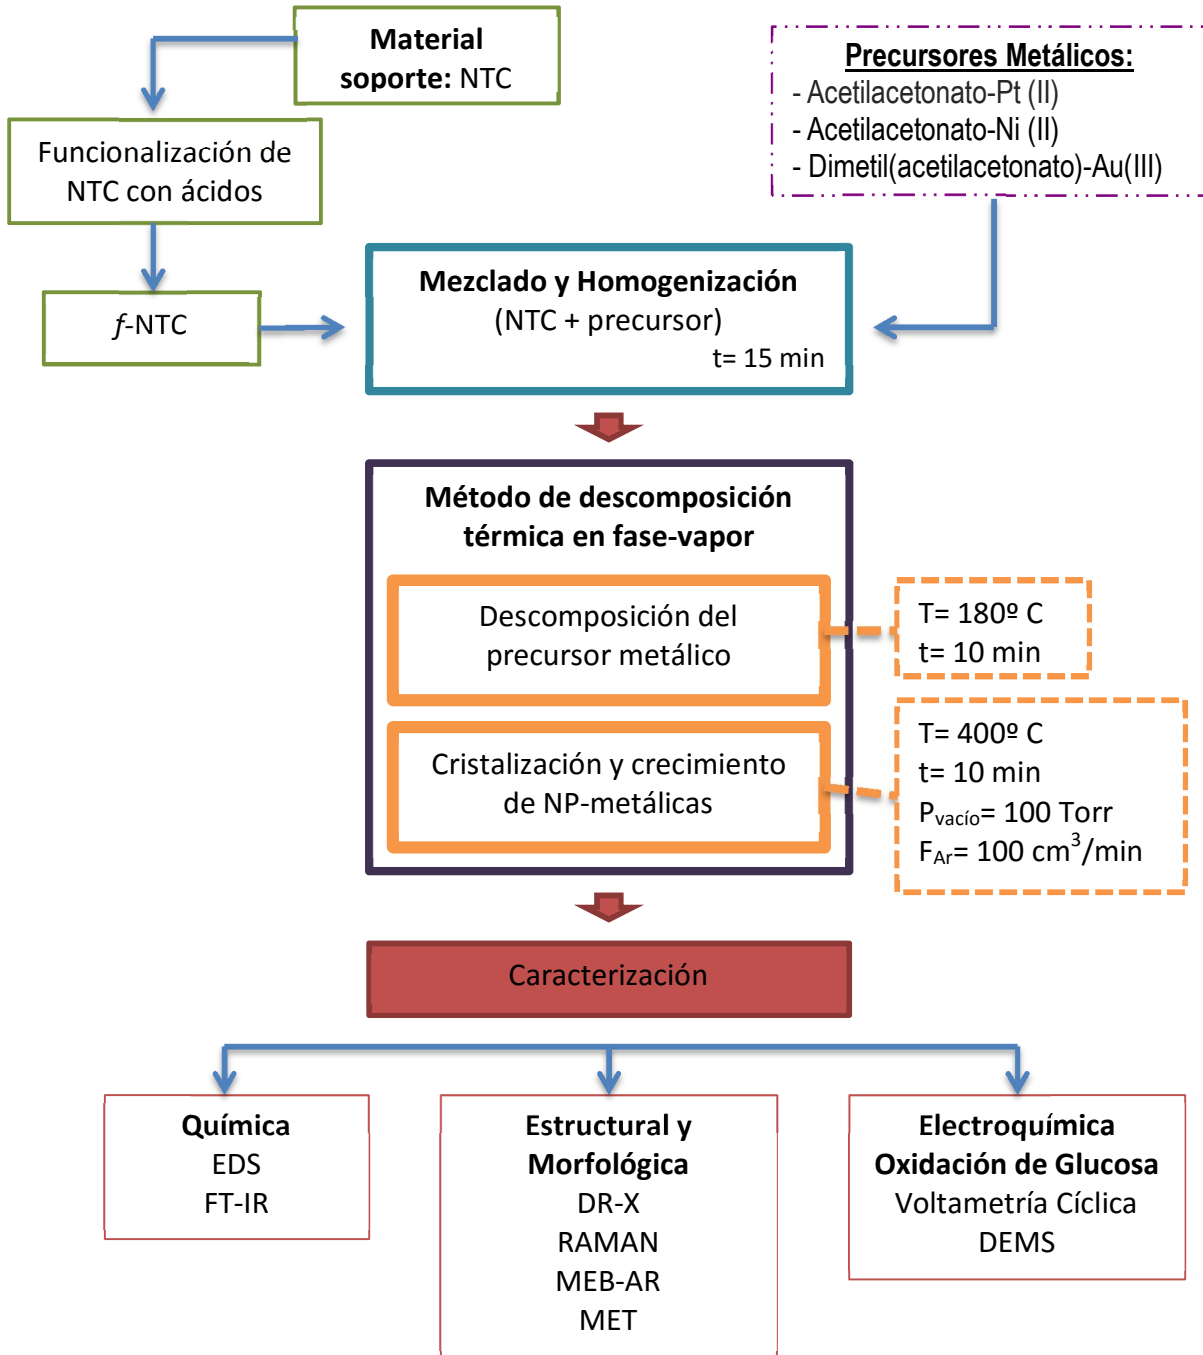 Material
soporte: NTC
Precursores Metálicos:
- Acetilacetonato-Pt (II)
- Acetilacetonato-Ni (II)
- Dimetil(acetilacetonato)-Au(III)
Funcionalización de
NTC con ácidos
f-NTC
Mezclado y Homogenización
(NTC + precursor)
t= 15 min
Método de descomposición
térmica en fase-vapor
Descomposición del
precursor metálico
T= 180º C
t= 10 min
Cristalización y crecimiento
de NP-metálicas
T= 400º C
t= 10 min
Pvacío= 100 Torr
FAr= 100 cm³/min
Caracterización
Química
EDS
FT-IR
Estructural y
Morfológica
DR-X
RAMAN
MEB-AR
MET
Electroquímica
Oxidación de Glucosa
Voltametría Cíclica
DEMS